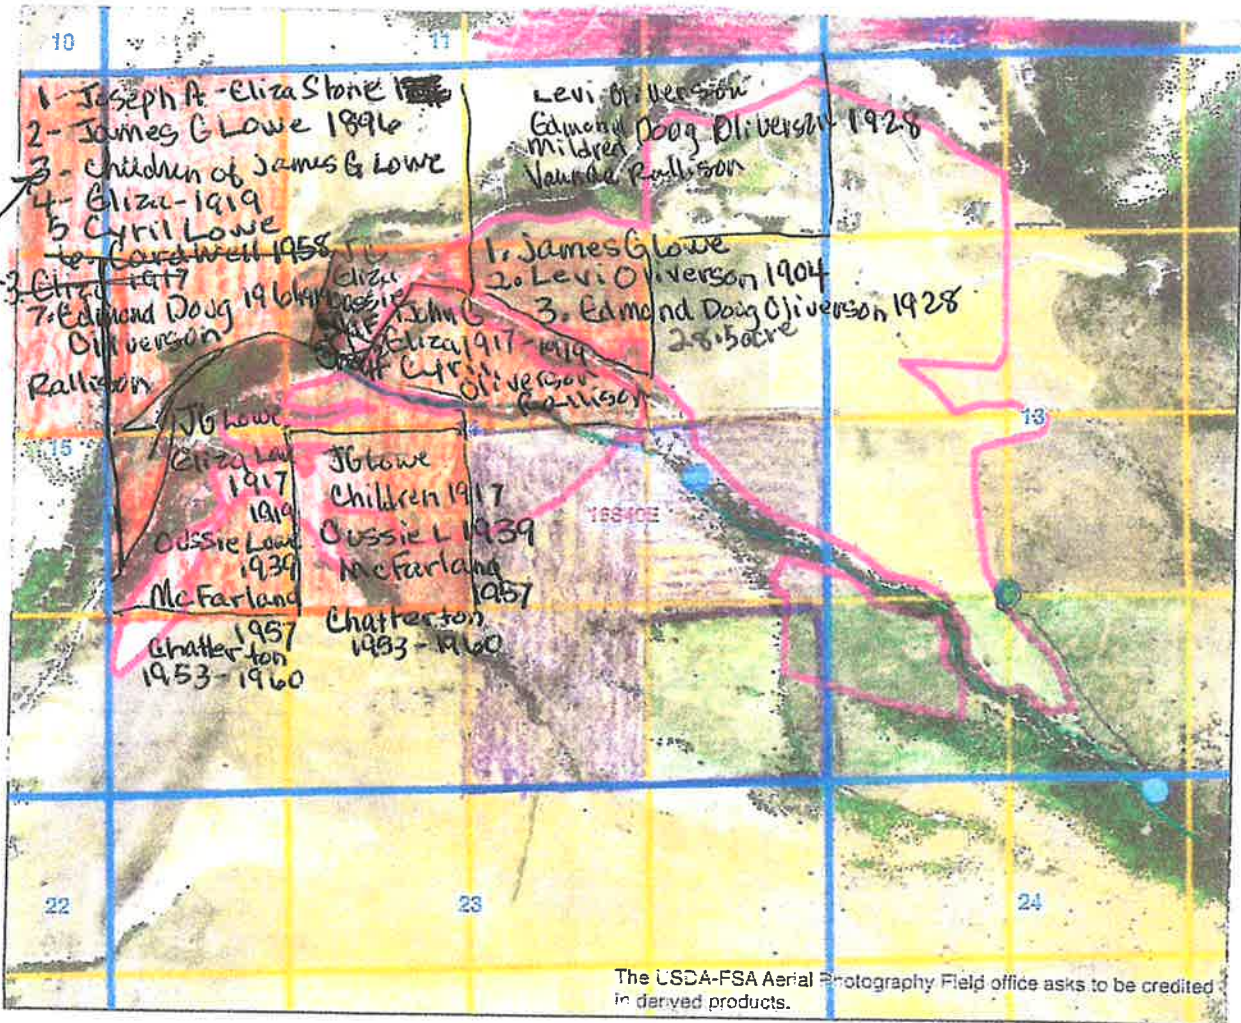 10
11
1- Joseph A - Eliza Stone
2- James G Lowe 1896
3- Children of James G Lowe
4- Eliza - 1919
5 Cyril Lowe
6- Cardwell 1958
3 Eliza 1917
7. Edmond Doug
Oliverson
Rallison
Levi Oliverson
Edmond Doug Oliverson 1928
Mildred
Vaunda Rallison
1. James G Lowe
2. Levi Oliverson 1904
3. Edmond Doug Oliverson 1928
28.5 acre
Eliza
John G
Eliza 1917-1919
Cyril
Oliverson
Rallison
13
15
JG Lowe
Eliza Lowe
1917
1919
Oussie Lowe
1939
McFarland
1957
Chatterton
1953-1960
JG Lowe
Children 1917
Oussie L 1939
McFarland
1957
Chatterton
1953-1960
16S40E
22
23
24
The USDA-FSA Aerial Photography Field office asks to be credited
in derived products.